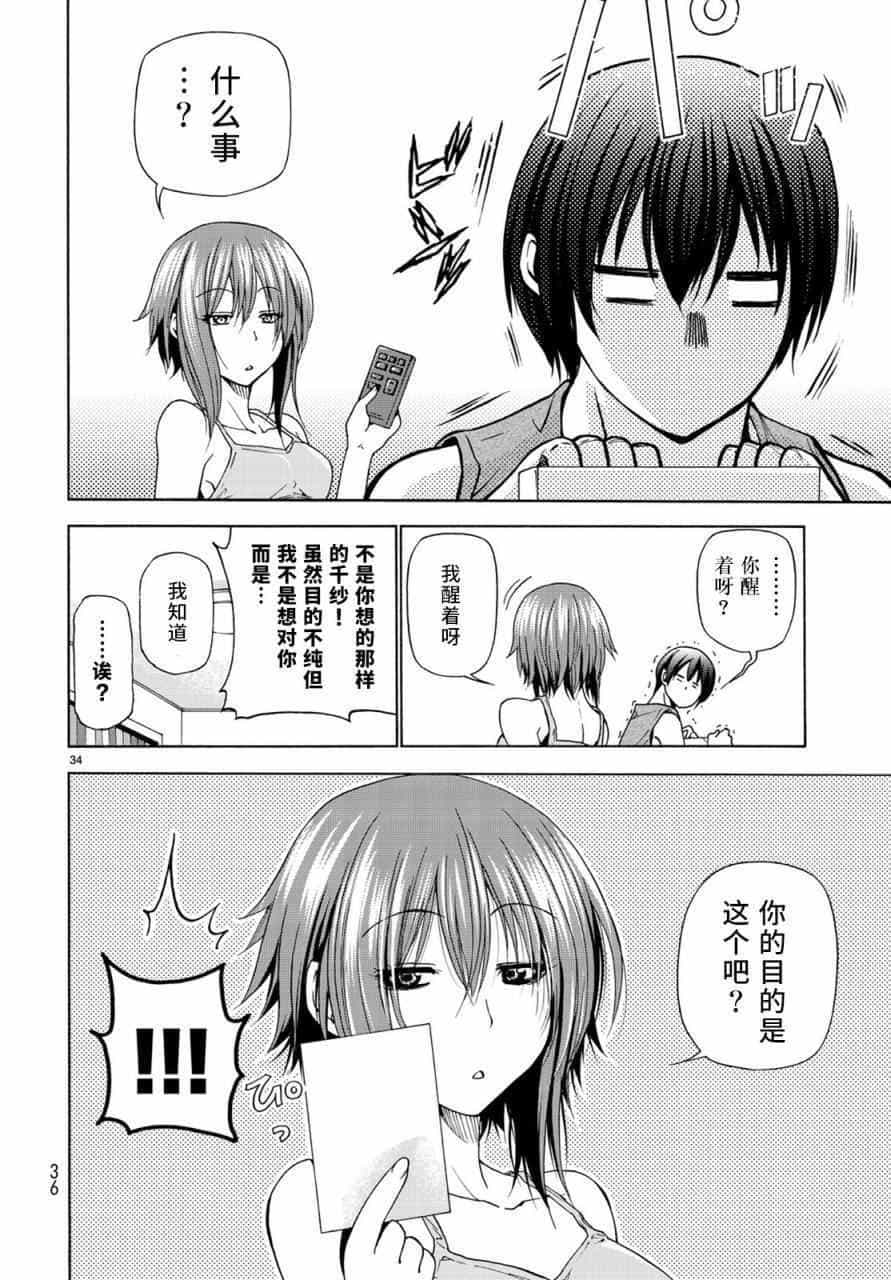 什么事
…？
……
你醒
着呀？
我醒着呀
不是你想的那样
的千纱！
虽然目的不纯但
我不是想对你
而是…
我知道
……诶？
34
你的目的是
这个吧？
ぴっ
!!!
36